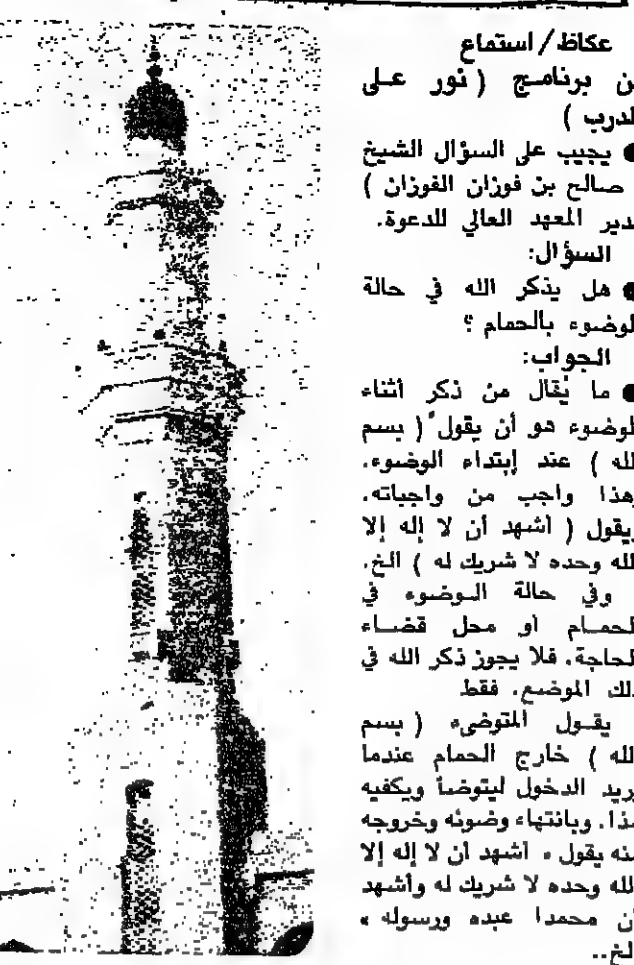 عكاظ / استماع
ن برنامج ( نور على
لدرب )
● يجيب على السؤال الشيخ
صالح بن فوزان الفوزان )
دير المعهد العالي للدعوة.
السؤال:
● هل يذكر الله في حالة
لوضوء بالحمام ؟
الجواب:
● ما يُقال من ذكر أثناء
لوضوء هو أن يقول ( بسم
لله ) عند إبتداء الوضوء.
هذا واجب من واجباته.
يقول ( أشهد أن لا إله إلا
لله وحده لا شريك له ) الخ.
وفي حالة الوضوء في
لحمام أو محل قضاء
لحاجة. فلا يجوز ذكر الله في
لك الموضع. فقط
يقول المتوضيء ( بسم
لله ) خارج الحمام عندما
ريد الدخول ليتوضأ ويكفيه
ذا. وبانتهاء وضوئه وخروجه
نه يقول « أشهد أن لا إله إلا
لله وحده لا شريك له وأشهد
ن محمدا عبده ورسوله »
لخ..